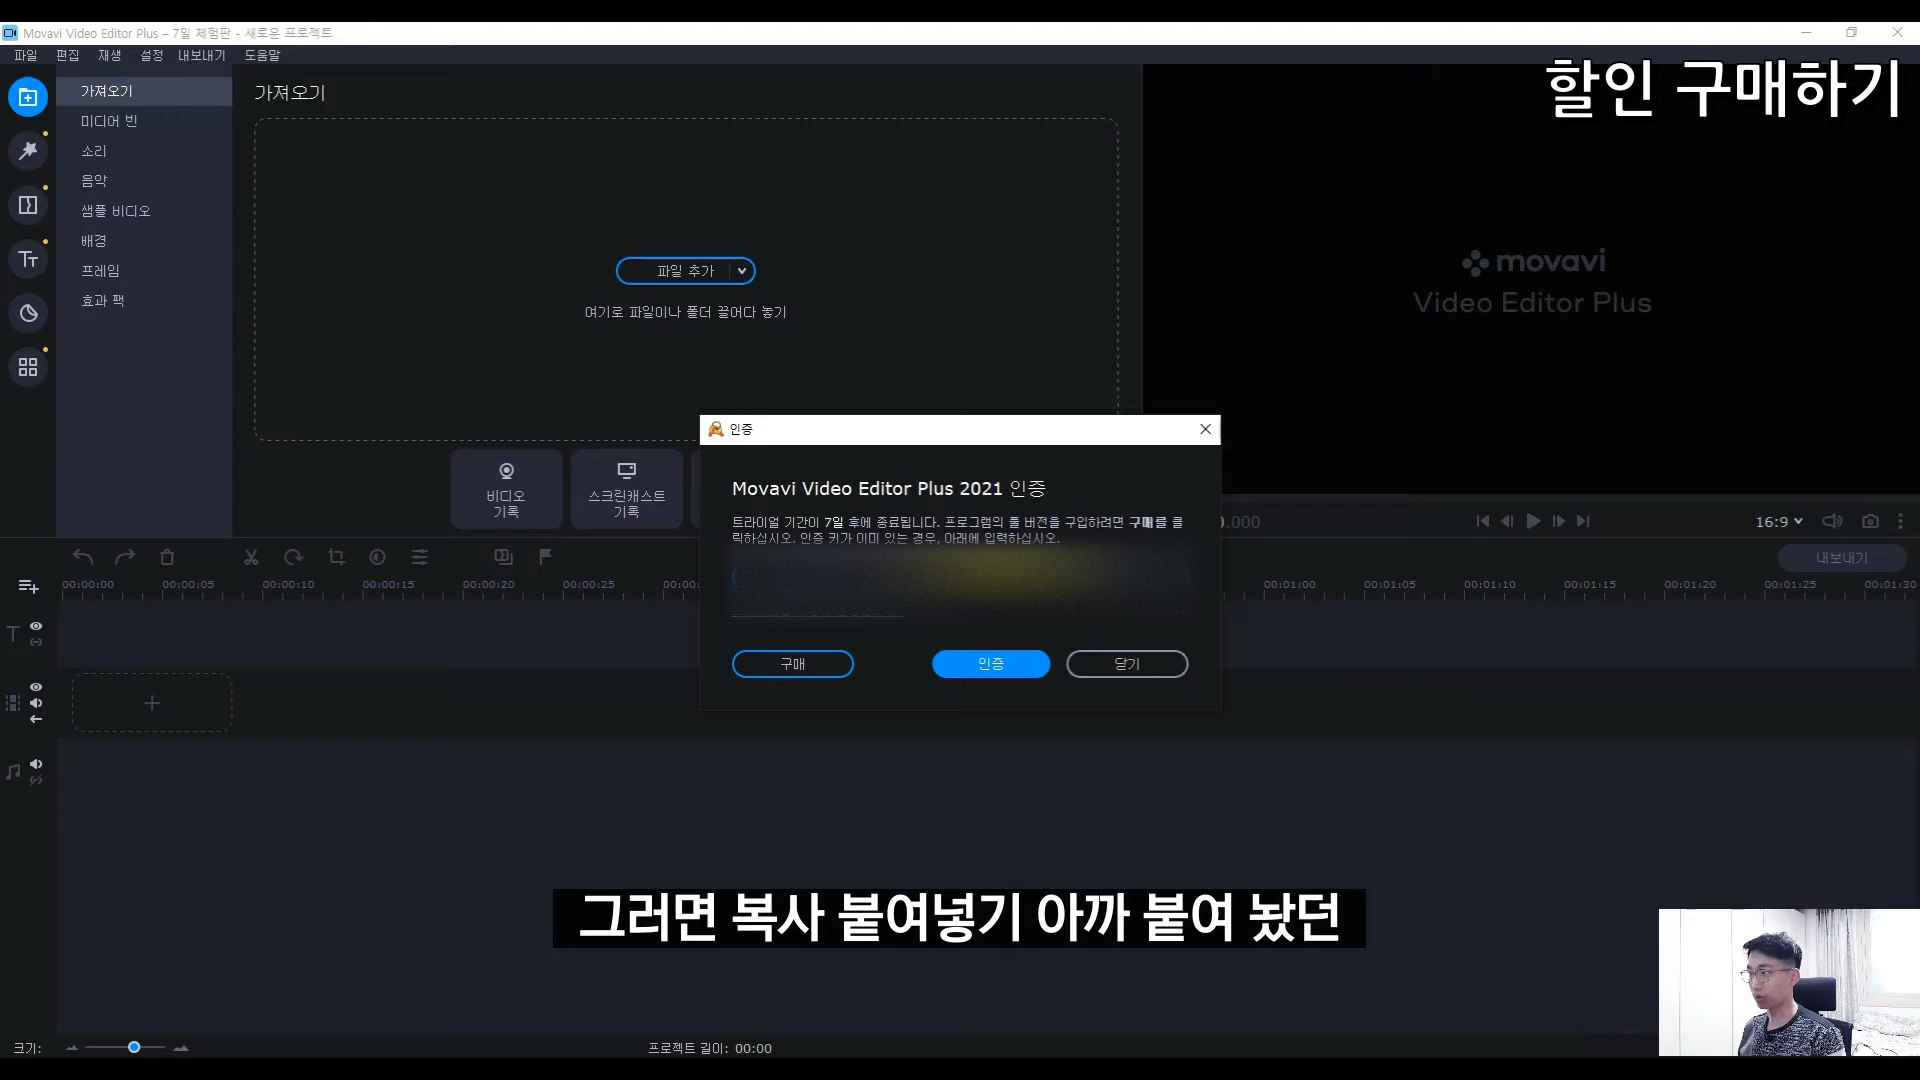 Movavi Video Editor Plus – 7일 체험판 - 새로운 프로젝트
파일 편집 재생 설정 내보내기 도움말
할인 구매하기
가져오기
미디어 빈
소리
음악
샘플 비디오
배경
프레임
효과 팩
가져오기
파일 추가
여기로 파일이나 폴더 끌어다 놓기
비디오
기록
스크린캐스트
기록
movavi
Video Editor Plus
인증
Movavi Video Editor Plus 2021 인증
트라이얼 기간이 7일 후에 종료됩니다. 프로그램의 풀 버전을 구입하려면 구매를 클
릭하십시오. 인증 키가 이미 있는 경우, 아래에 입력하십시오.
구매 인증 닫기
.000
16:9
내보내기
00:00:00 00:00:05 00:00:10 00:00:15 00:00:20 00:00:25 00:01:00 00:01:05 00:01:10 00:01:15 00:01:20 00:01:25 00:01:30
그러면 복사 붙여넣기 아까 붙여 놨던
크기:
프로젝트 길이: 00:00